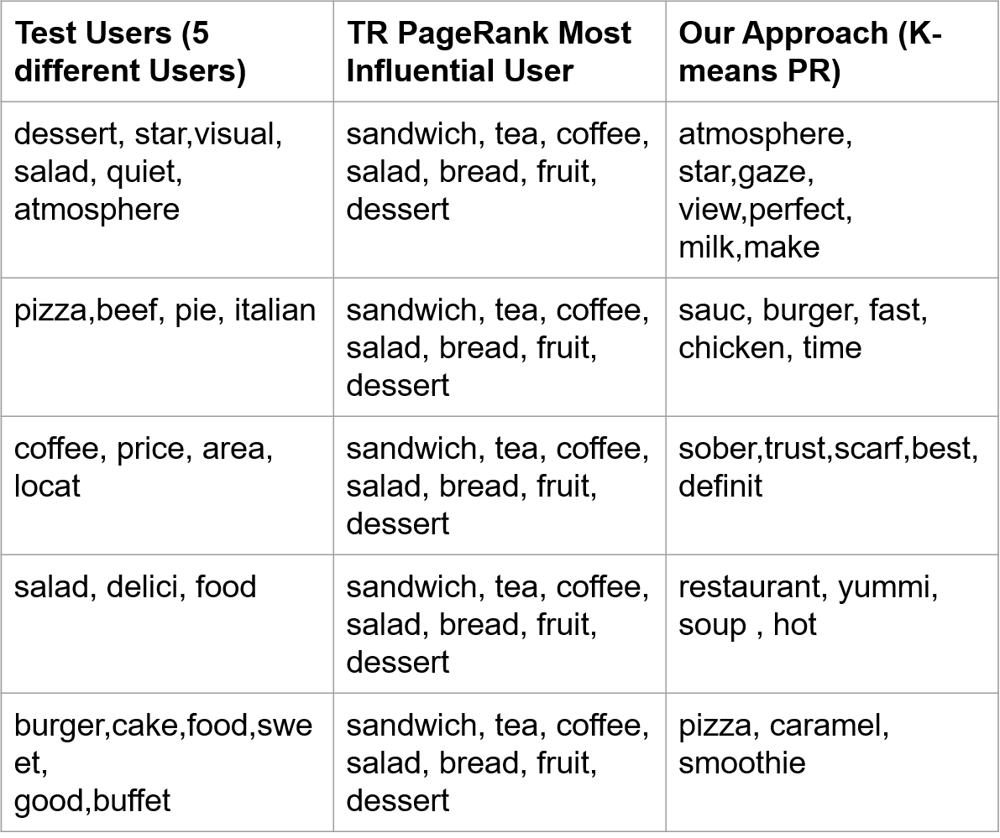 Test Users (5
different Users)
TR PageRank Most
Influential User
Our Approach (K-
means PR)
dessert, star,visual,
salad, quiet,
atmosphere
sandwich, tea, coffee,
salad, bread, fruit,
dessert
atmosphere,
star,gaze,
view,perfect,
milk,make
pizza,beef, pie, italian
sandwich, tea, coffee,
salad, bread, fruit,
dessert
sauc, burger, fast,
chicken, time
coffee, price, area,
locat
sandwich, tea, coffee,
salad, bread, fruit,
dessert
sober,trust,scarf,best,
definit
salad, delici, food
sandwich, tea, coffee,
salad, bread, fruit,
dessert
restaurant, yummi,
soup , hot
burger,cake,food,swe
et,
good,buffet
sandwich, tea, coffee,
salad, bread, fruit,
dessert
pizza, caramel,
smoothie